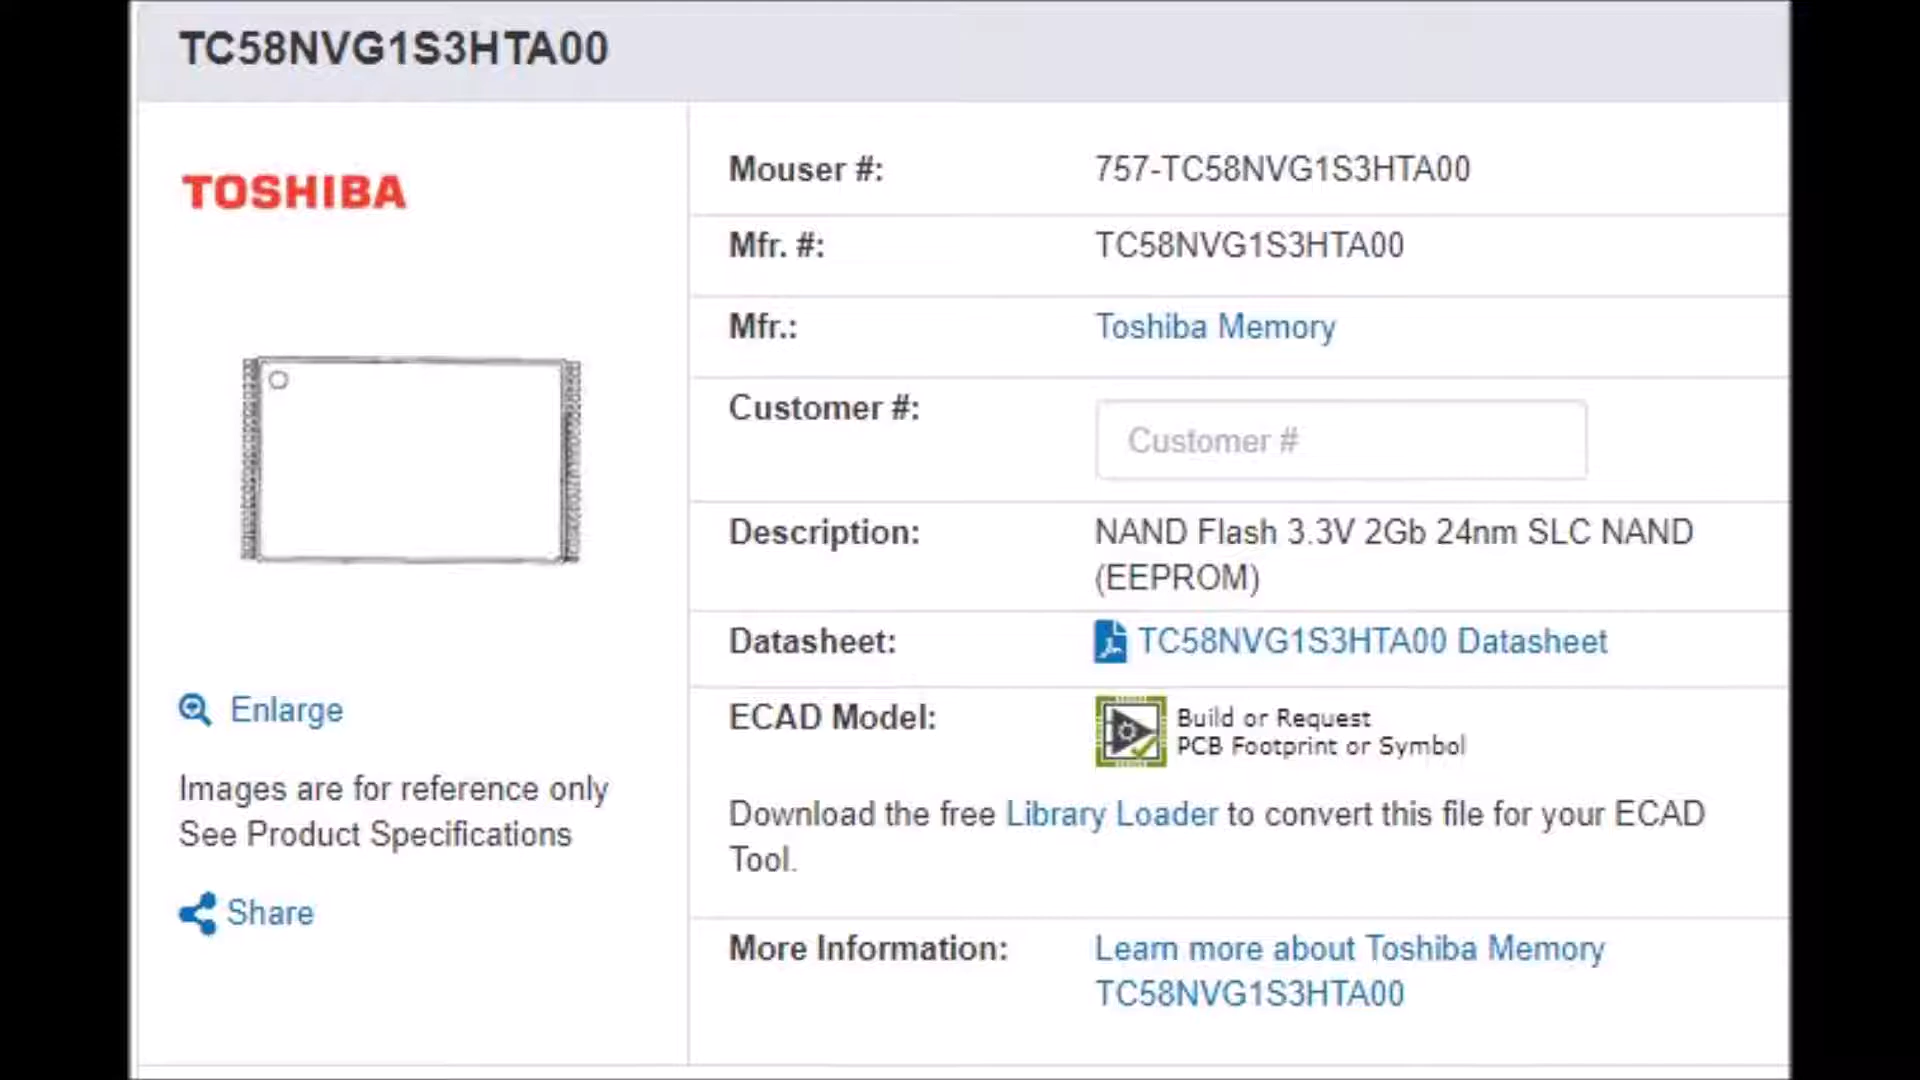 TC58NVG1S3HTA00
TOSHIBA
Enlarge
Images are for reference only
See Product Specifications
Share
Mouser #: 757-TC58NVG1S3HTA00
Mfr. #: TC58NVG1S3HTA00
Mfr.: Toshiba Memory
Customer #: Customer #
Description: NAND Flash 3.3V 2Gb 24nm SLC NAND
(EEPROM)
Datasheet: TC58NVG1S3HTA00 Datasheet
ECAD Model: Build or Request
PCB Footprint or Symbol
Download the free Library Loader to convert this file for your ECAD
Tool.
More Information: Learn more about Toshiba Memory
TC58NVG1S3HTA00